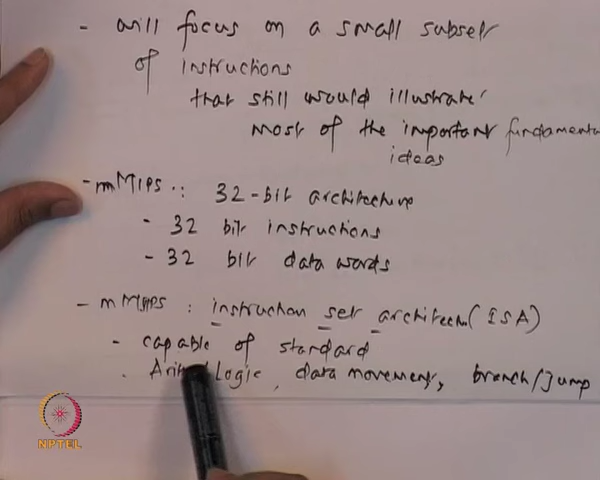 - will focus on a small subset
of instructions
that still would illustrate
most of the important fundamenta
ideas
- mMIPS : 32-bit architecture
- 32 bit instructions
- 32 bit data words
- mMIPS : instruction set architectu (ISA)
- capable of standard
Logic, data movement, branch/Jump
NPTEL